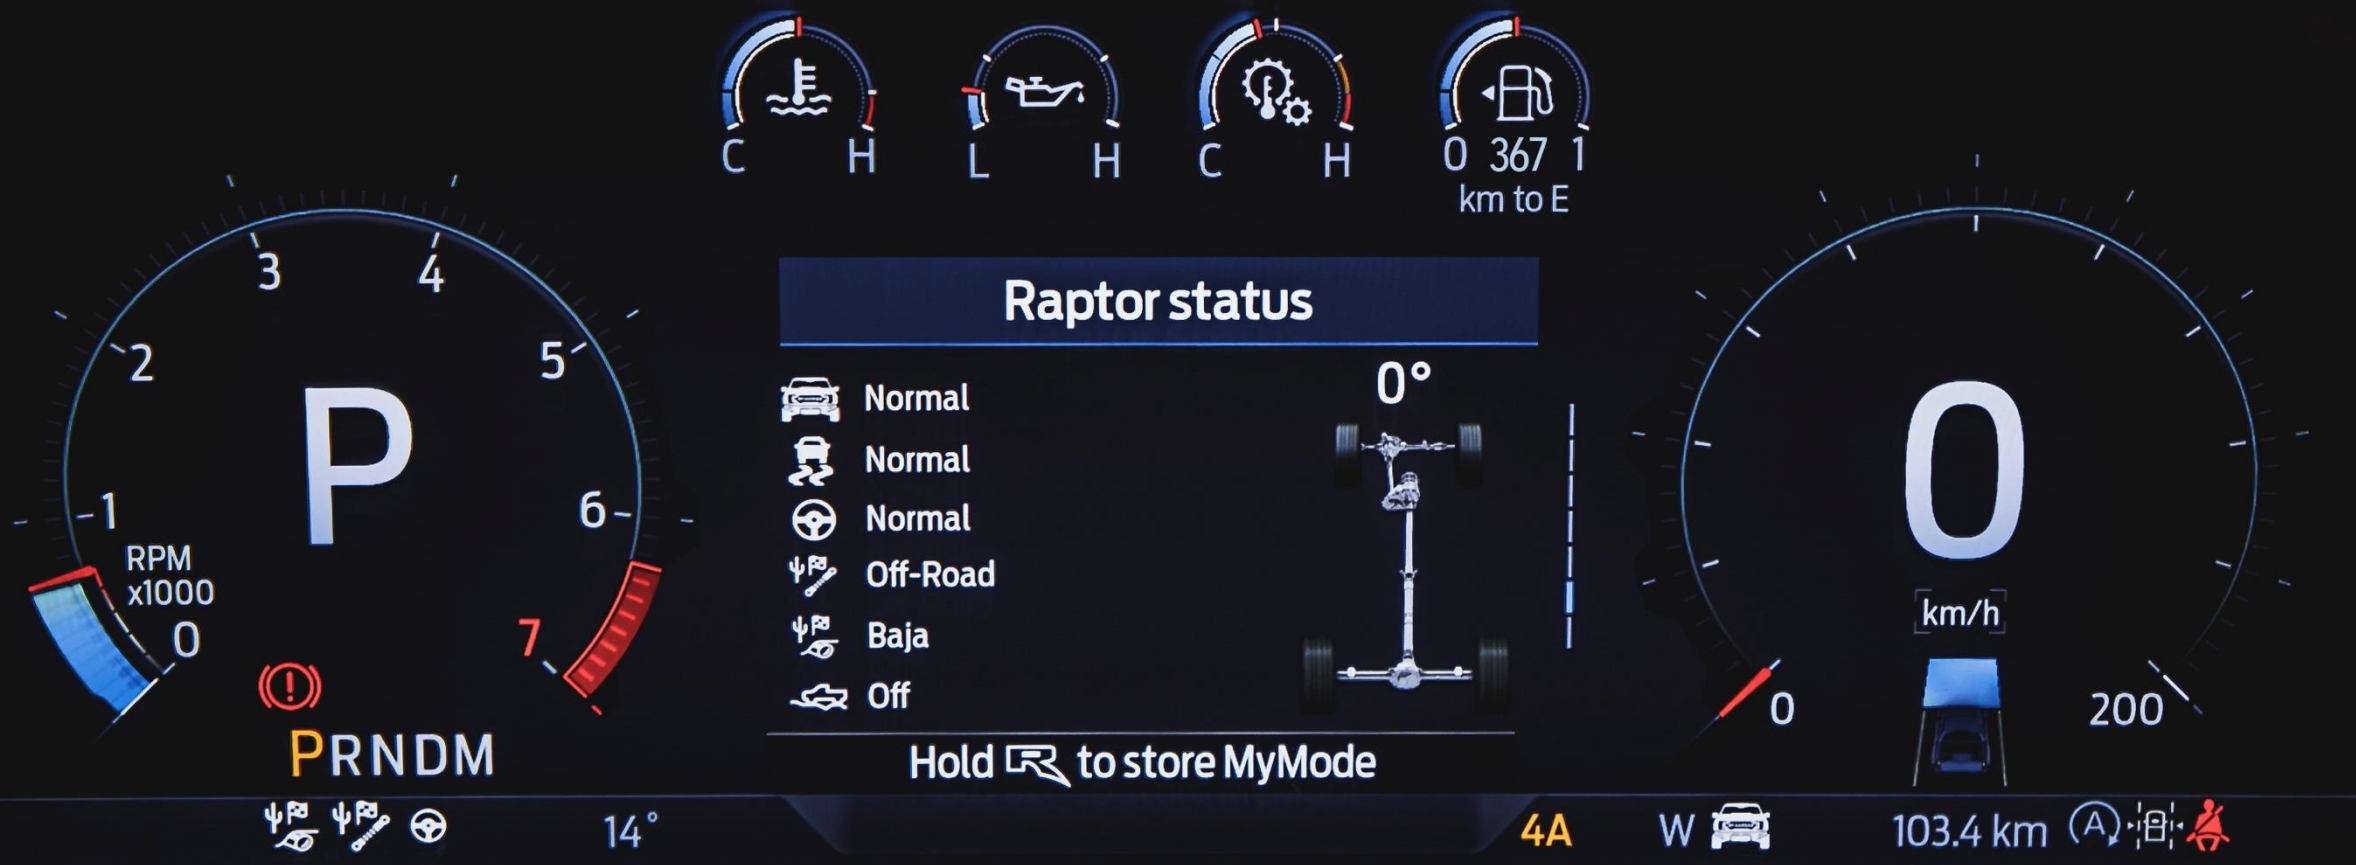 C H
L H
C H
0 367 1
km to E
3 4
2 5
1 6
RPM
x1000
0 7
P
PRNDM
14°
Raptor status
Normal
Normal
Normal
Off-Road
Baja
Off
0°
Hold R to store MyMode
4A
W
0
km/h
0 200
103.4 km
A